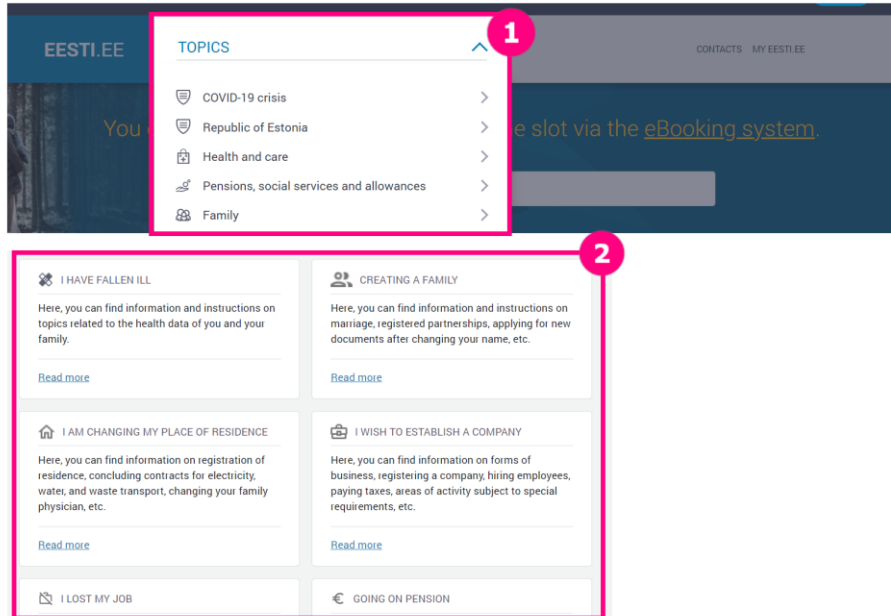 1
TOPICS
EESTI.EE
CONTACTS MY EESTI.EE
COVID-19 crisis
Republic of Estonia
You
e slot via the eBooking system.
Health and care
Pensions, social services and allowances
Family
2
I HAVE FALLEN ILL
Here, you can find information and instructions on
topics related to the health data of you and your
family.
Read more
CREATING A FAMILY
Here, you can find information and instructions on
marriage, registered partnerships, applying for new
documents after changing your name, etc.
Read more
I AM CHANGING MY PLACE OF RESIDENCE
Here, you can find information on registration of
residence, concluding contracts for electricity,
water, and waste transport, changing your family
physician, etc.
Read more
I WISH TO ESTABLISH A COMPANY
Here, you can find information on forms of
business, registering a company, hiring employees,
paying taxes, areas of activity subject to special
requirements, etc.
Read more
I LOST MY JOB
GOING ON PENSION